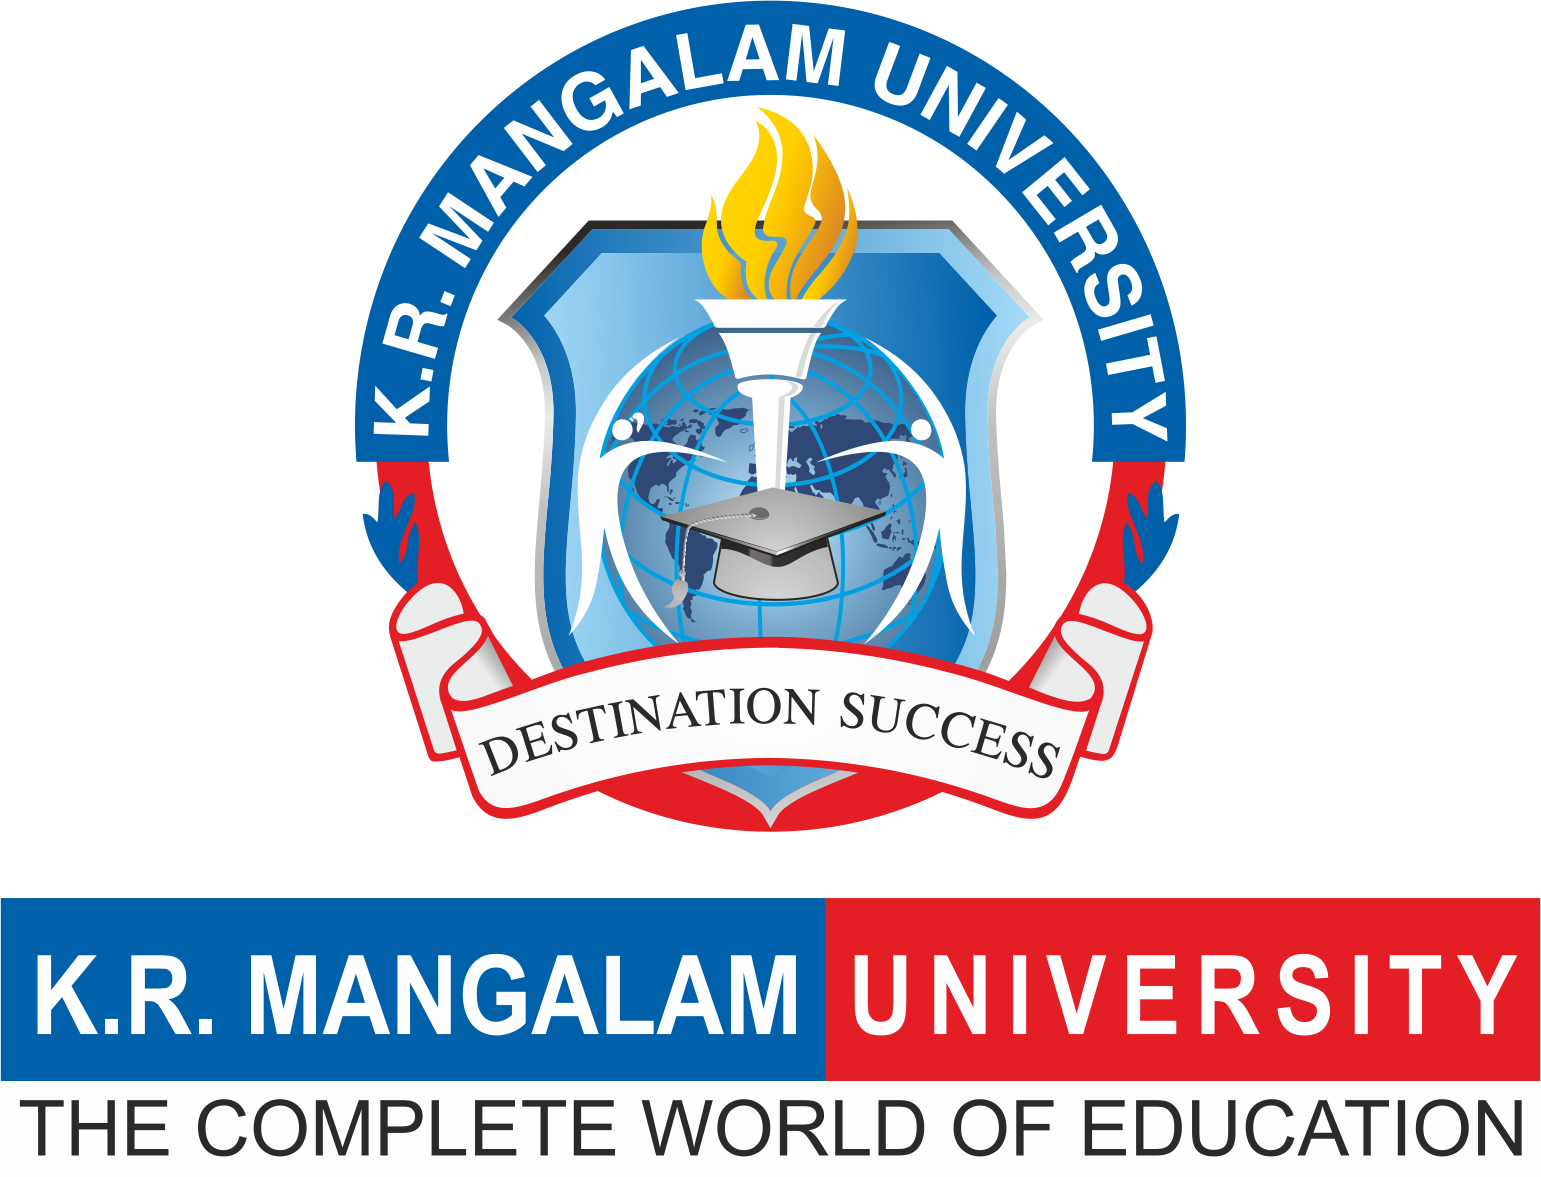 K.R. MANGALAM UNIVERSITY
DESTINATION SUCCESS
K.R. MANGALAM UNIVERSITY
THE COMPLETE WORLD OF EDUCATION